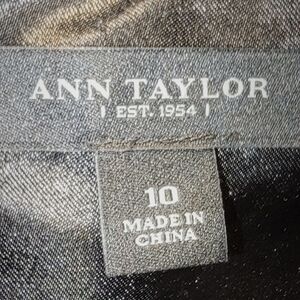 ANN TAYLOR
| EST. 1954 |
10
MADE IN
CHINA